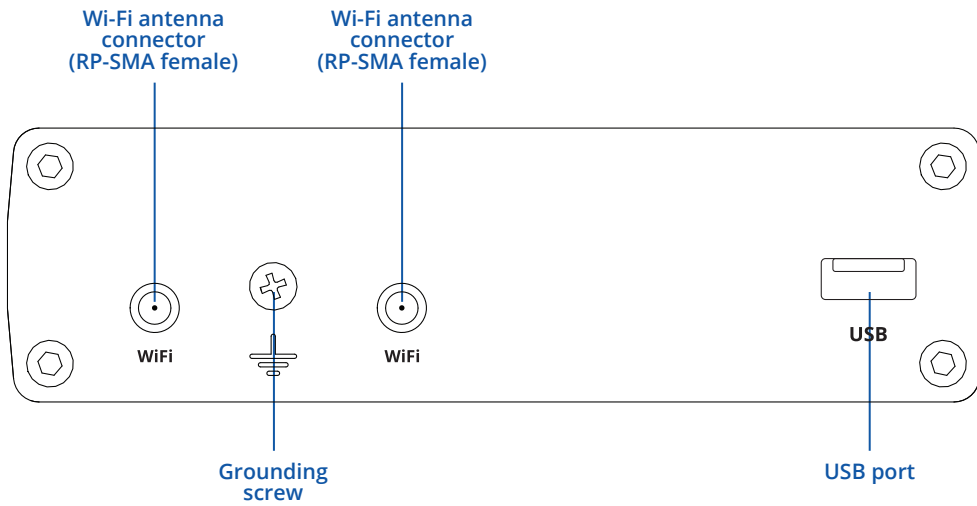 Wi-Fi antenna
connector
(RP-SMA female)
Wi-Fi antenna
connector
(RP-SMA female)
WiFi
WiFi
USB
Grounding
screw
USB port